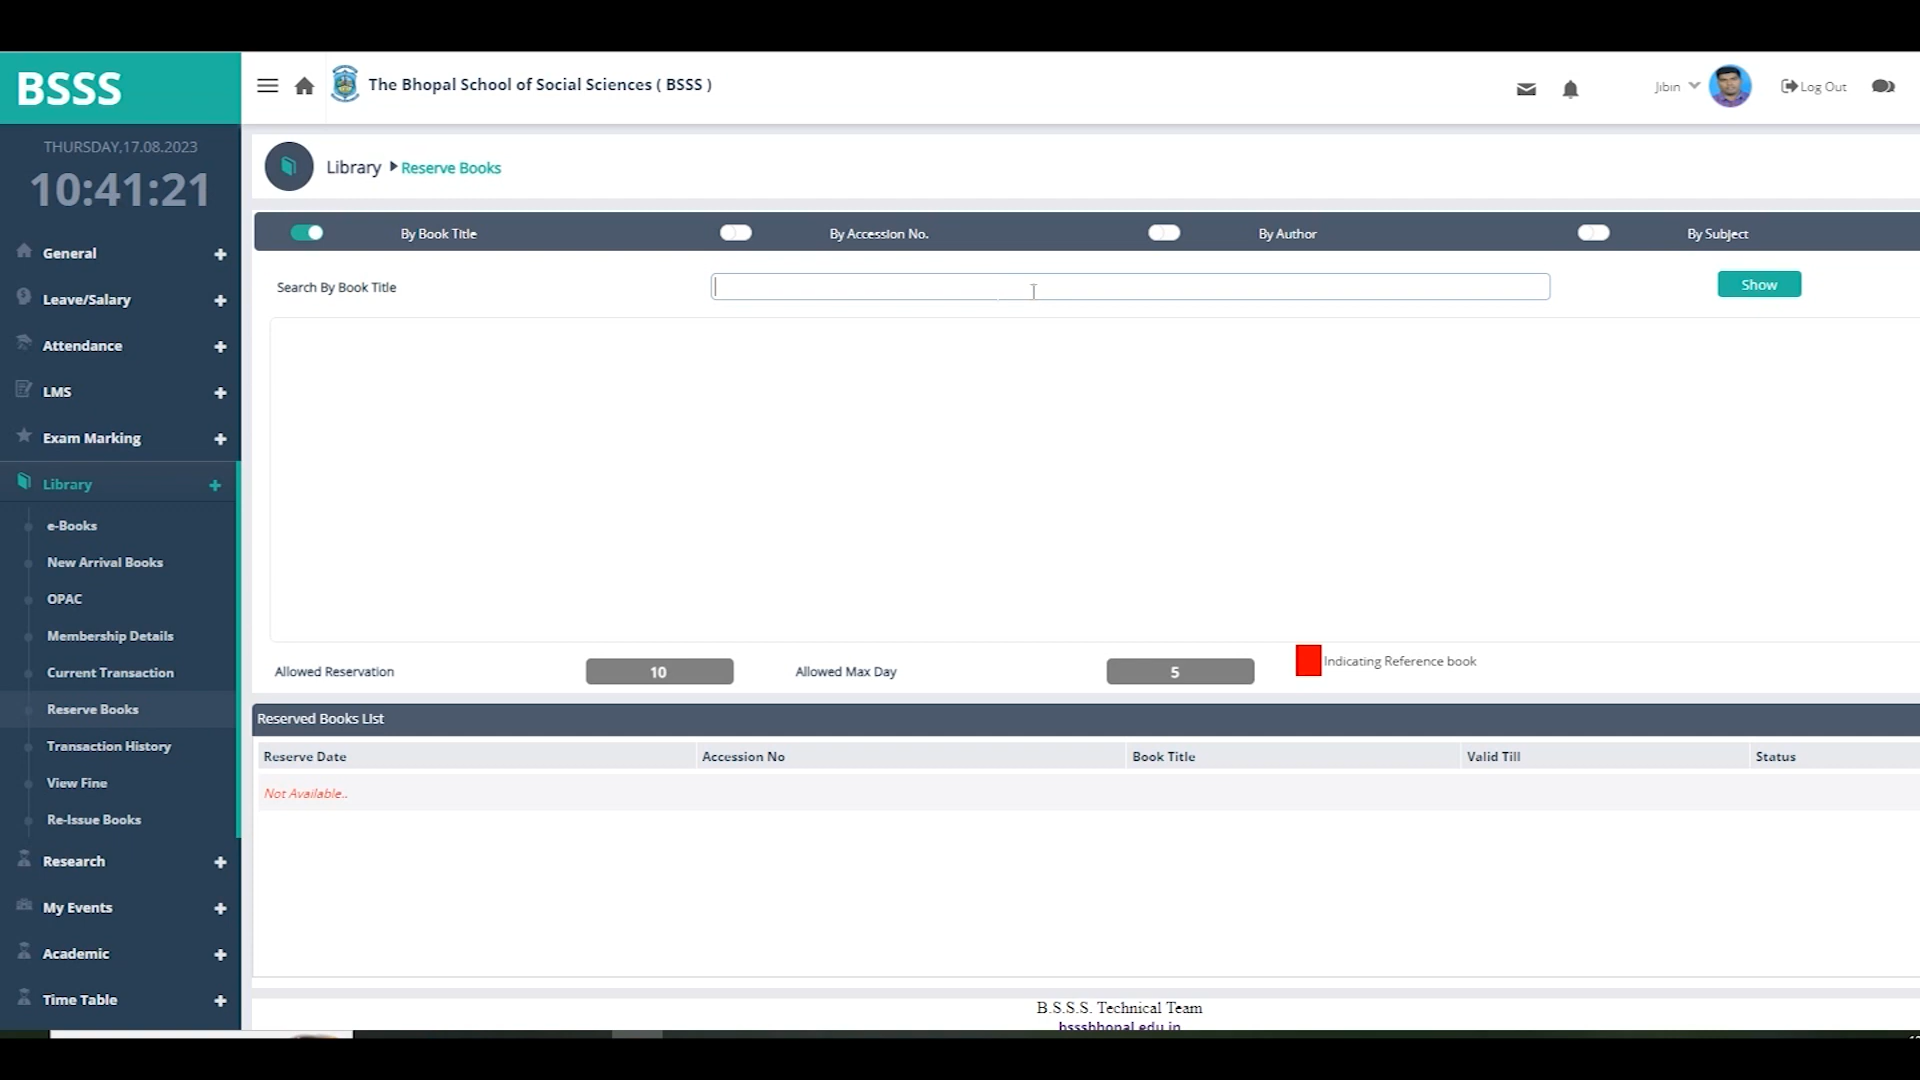 BSSS
The Bhopal School of Social Sciences ( BSSS )
Jibin
Log Out
THURSDAY,17.08.2023
10:41:21
General
Leave/Salary
Attendance
LMS
Exam Marking
Library
e-Books
New Arrival Books
OPAC
Membership Details
Current Transaction
Reserve Books
Transaction History
View Fine
Re-Issue Books
Research
My Events
Academic
Time Table
Library Reserve Books
By Book Title By Accession No. By Author By Subject
Search By Book Title
Show
Allowed Reservation 10 Allowed Max Day 5 Indicating Reference book
Reserved Books List
Reserve Date Accession No Book Title Valid Till Status
Not Available..
B.S.S.S. Technical Team
bsssbhopal.edu.in